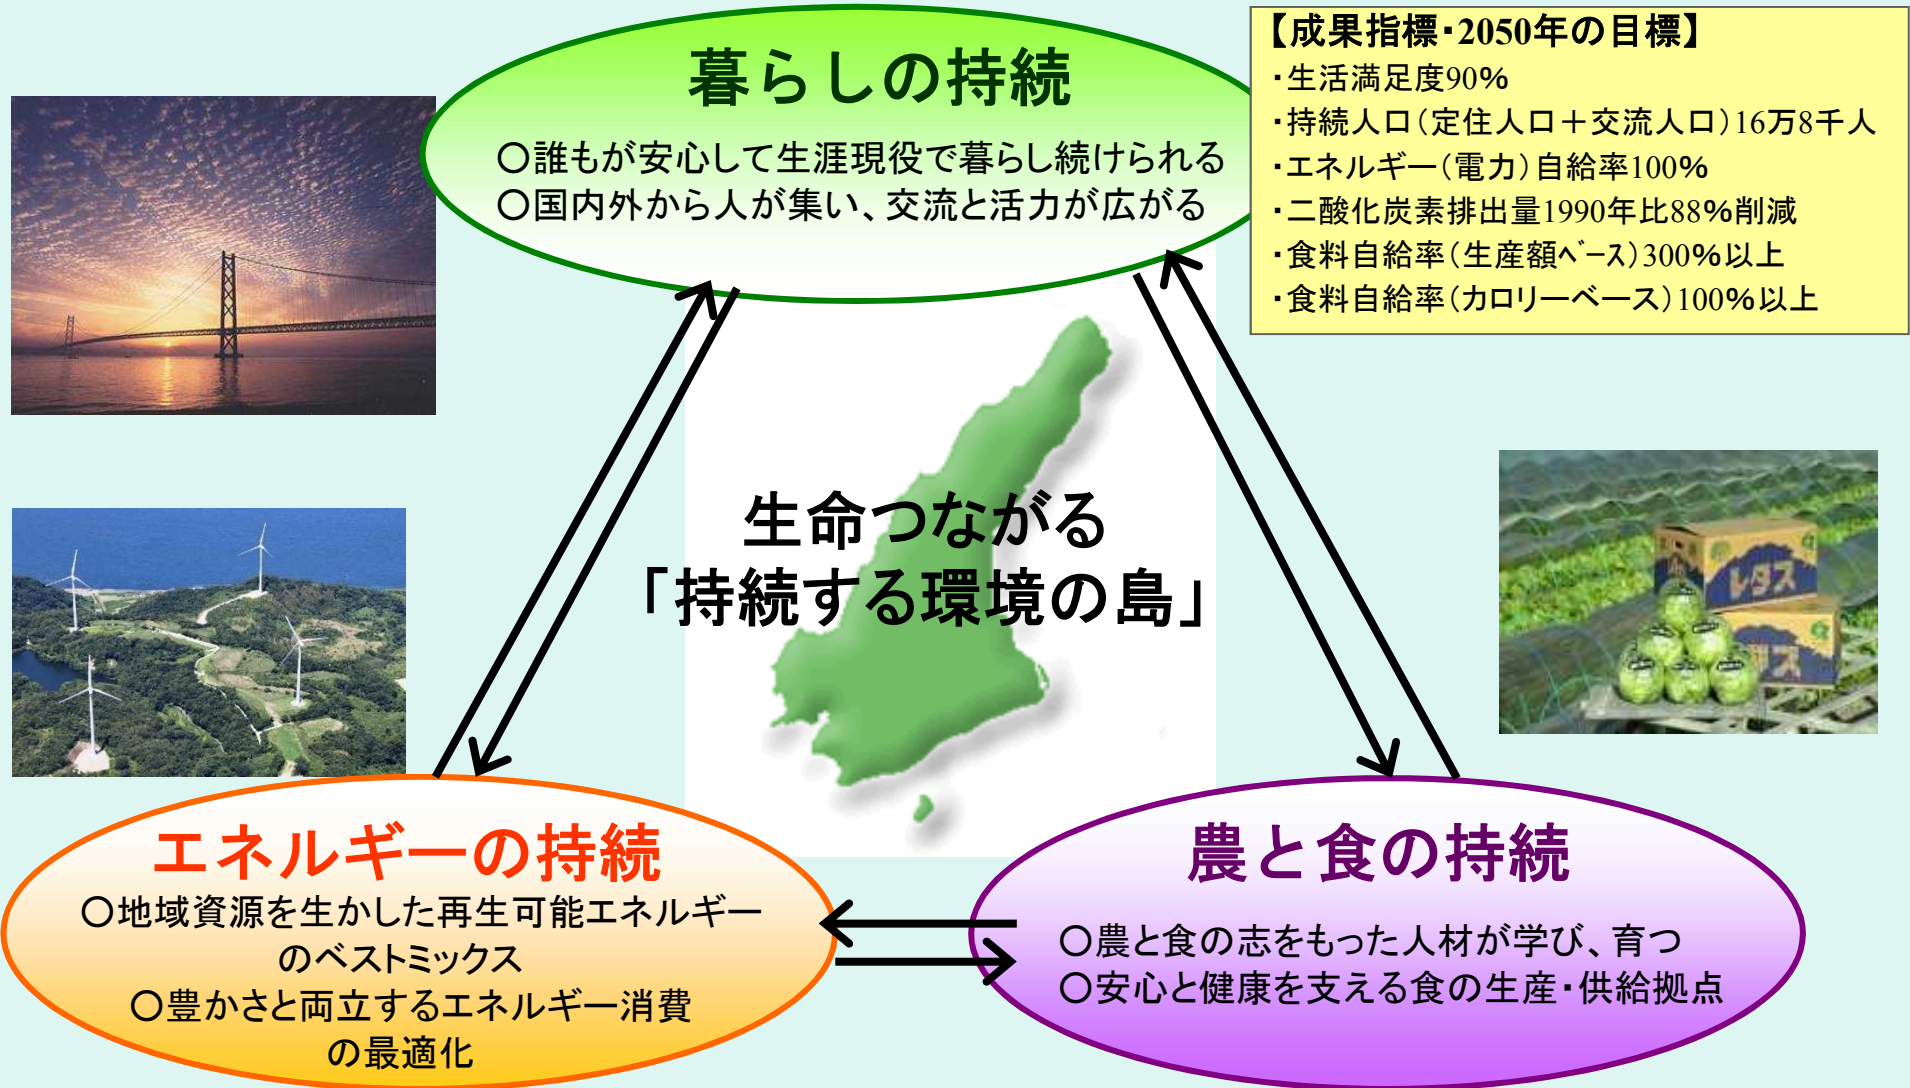 暮らしの持続
〇誰もが安心して生涯現役で暮らし続けられる
〇国内外から人が集い、交流と活力が広がる
【成果指標・2050年の目標】
・生活満足度90%
・持続人口（定住人口＋交流人口）16万8千人
・エネルギー（電力）自給率100%
・二酸化炭素排出量1990年比88%削減
・食料自給率（生産額ﾍﾞｰｽ）300%以上
・食料自給率（カロリーベース）100%以上
生命つながる
「持続する環境の島」
レタス
タス
エネルギーの持続
〇地域資源を生かした再生可能エネルギー
のベストミックス
〇豊かさと両立するエネルギー消費
の最適化
農と食の持続
〇農と食の志をもった人材が学び、育つ
〇安心と健康を支える食の生産・供給拠点